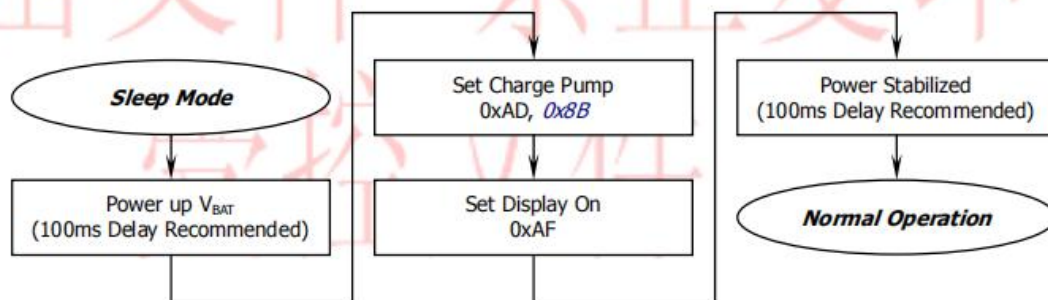 Sleep Mode
Power up VBAT
(100ms Delay Recommended)
Set Charge Pump
0xAD, 0x8B
Set Display On
0xAF
Power Stabilized
(100ms Delay Recommended)
Normal Operation